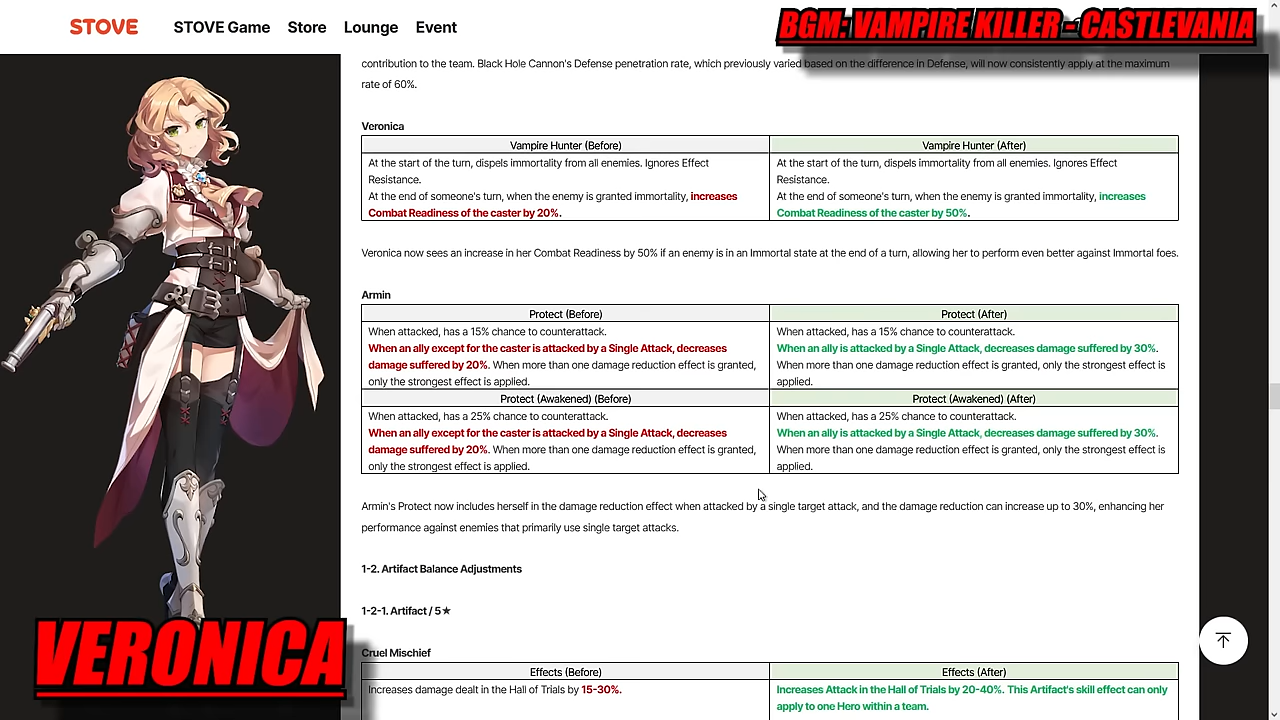 STOVE
STOVE Game Store Lounge Event
BGM: VAMPIRE KILLER - CASTLEVANIA
contribution to the team. Black Hole Cannon's Defense penetration rate, which previously varied based on the difference in Defense, will now consistently apply at the maximum
rate of 60%.
Veronica
Vampire Hunter (Before)
Vampire Hunter (After)
At the start of the turn, dispels immortality from all enemies. Ignores Effect
Resistance.
At the end of someone's turn, when the enemy is granted immortality, increases
Combat Readiness of the caster by 20%.
At the start of the turn, dispels immortality from all enemies. Ignores Effect
Resistance.
At the end of someone's turn, when the enemy is granted immortality, increases
Combat Readiness of the caster by 50%.
Veronica now sees an increase in her Combat Readiness by 50% if an enemy is in an Immortal state at the end of a turn, allowing her to perform even better against Immortal foes.
Armin
Protect (Before)
Protect (After)
When attacked, has a 15% chance to counterattack.
When an ally except for the caster is attacked by a Single Attack, decreases
damage suffered by 20%. When more than one damage reduction effect is granted,
only the strongest effect is applied.
When attacked, has a 15% chance to counterattack.
When an ally is attacked by a Single Attack, decreases damage suffered by 30%.
When more than one damage reduction effect is granted, only the strongest effect is
applied.
Protect (Awakened) (Before)
Protect (Awakened) (After)
When attacked, has a 25% chance to counterattack.
When an ally except for the caster is attacked by a Single Attack, decreases
damage suffered by 20%. When more than one damage reduction effect is granted,
only the strongest effect is applied.
When attacked, has a 25% chance to counterattack.
When an ally is attacked by a Single Attack, decreases damage suffered by 30%.
When more than one damage reduction effect is granted, only the strongest effect is
applied.
Armin's Protect now includes herself in the damage reduction effect when attacked by a single target attack, and the damage reduction can increase up to 30%, enhancing her
performance against enemies that primarily use single target attacks.
1-2. Artifact Balance Adjustments
1-2-1. Artifact / 5★
Cruel Mischief
Effects (Before)
Effects (After)
Increases damage dealt in the Hall of Trials by 15-30%.
Increases Attack in the Hall of Trials by 20-40%. This Artifact's skill effect can only
apply to one Hero within a team.
VERONICA